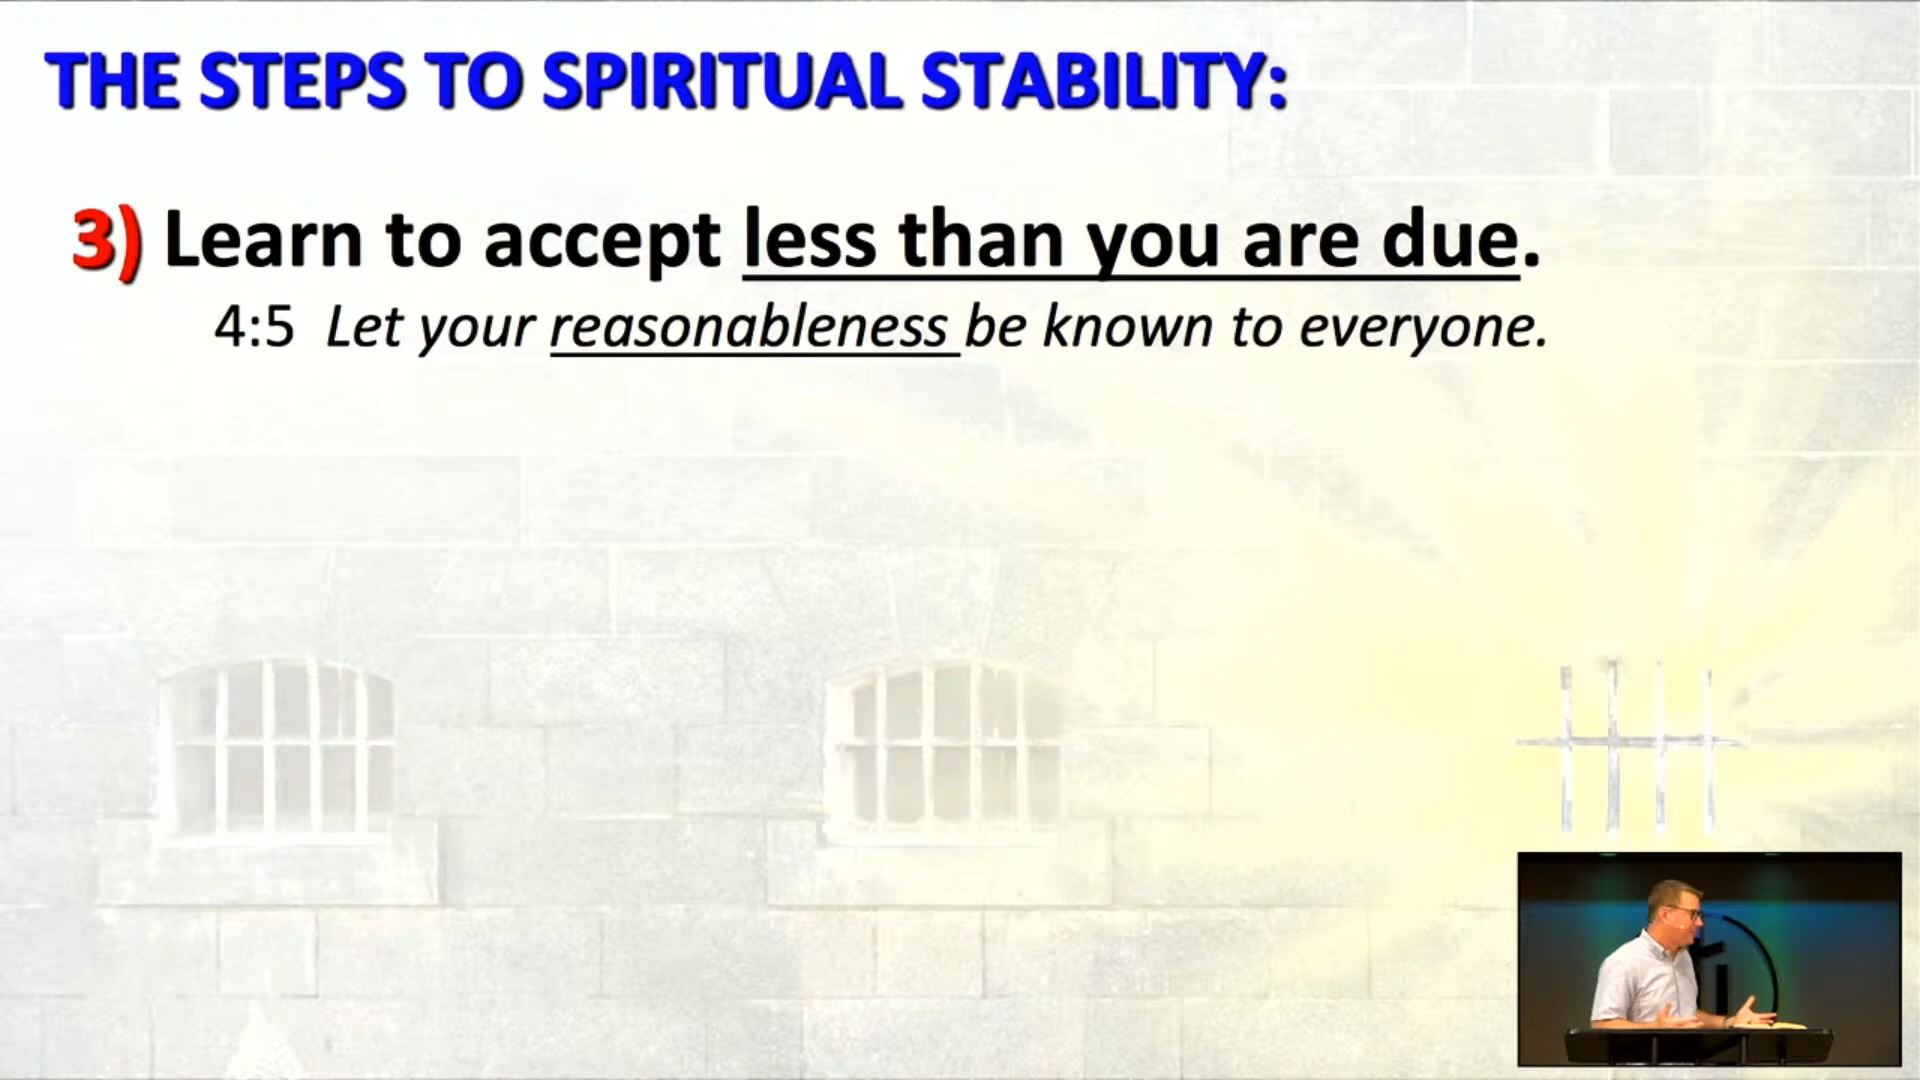 THE STEPS TO SPIRITUAL STABILITY:
3) Learn to accept less than you are due.
4:5 Let your reasonableness be known to everyone.